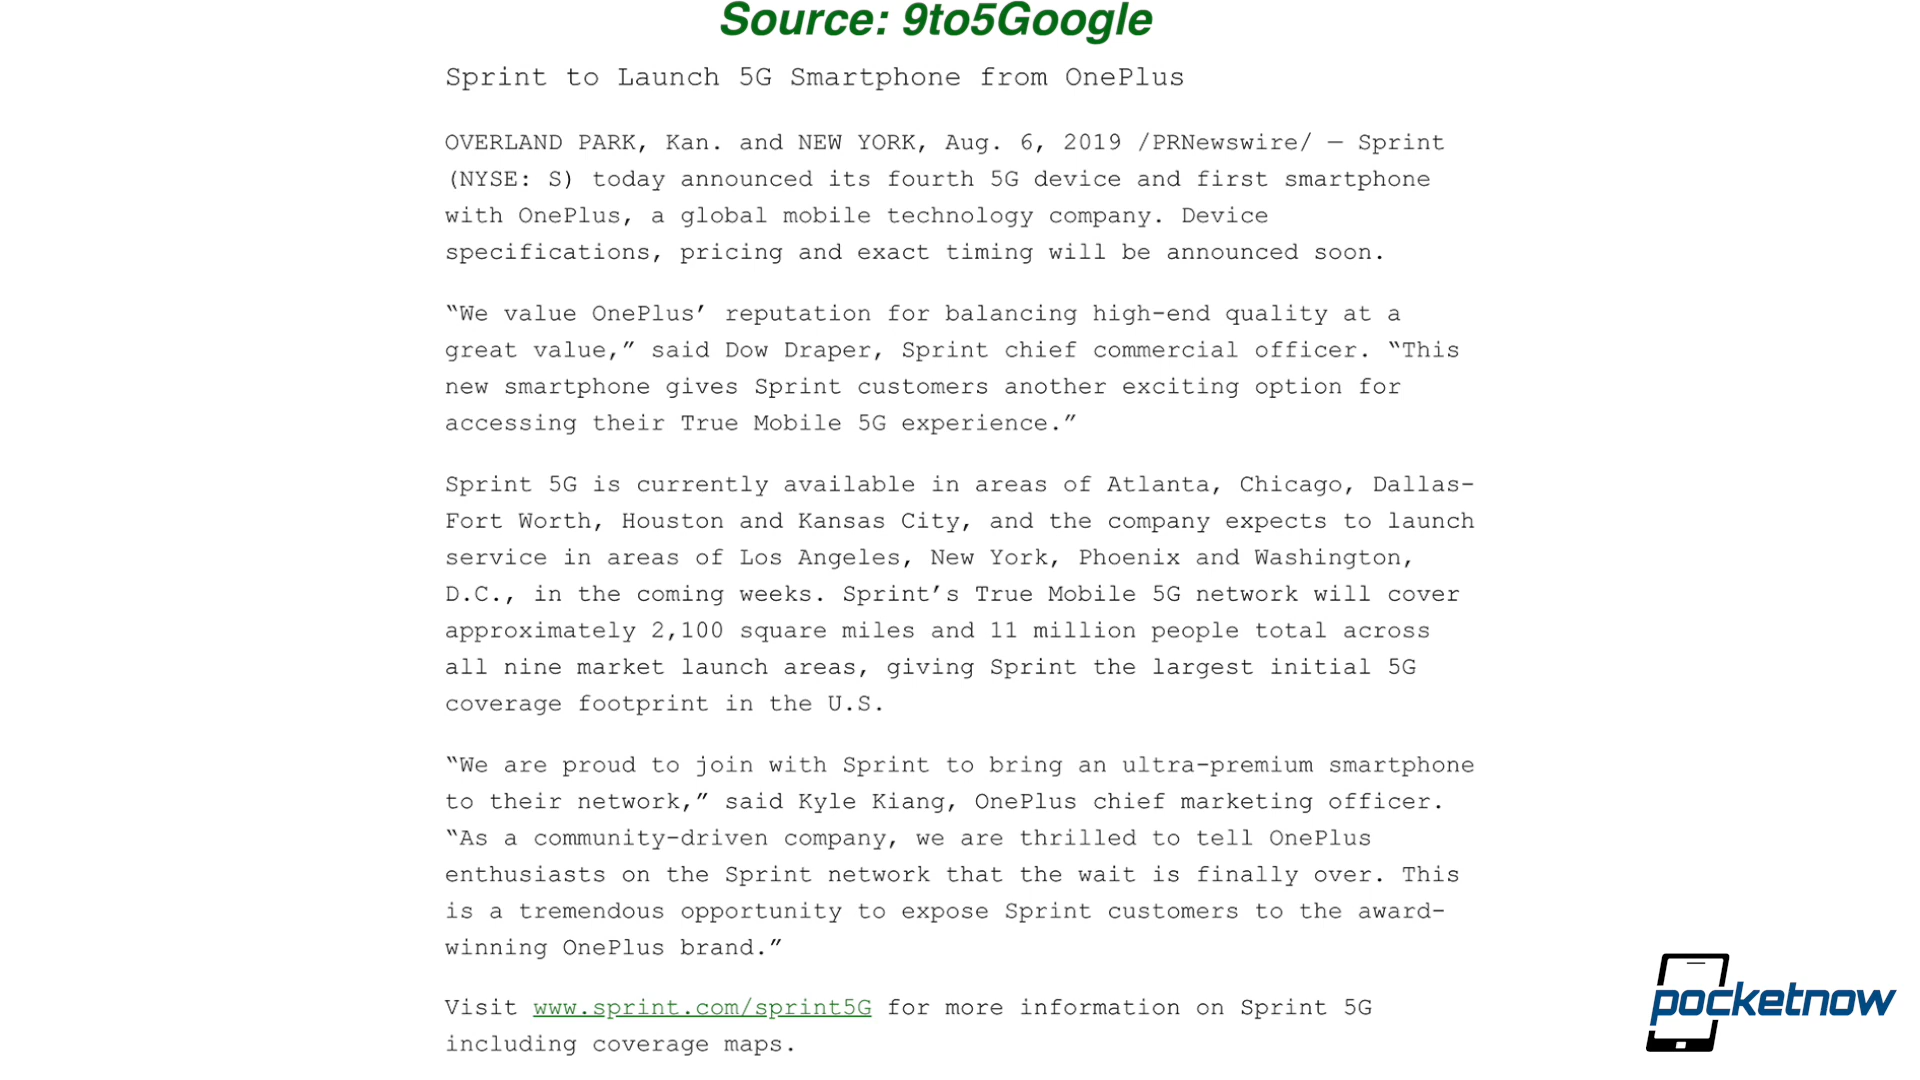 Source: 9to5Google
Sprint to Launch 5G Smartphone from OnePlus
OVERLAND PARK, Kan. and NEW YORK, Aug. 6, 2019 /PRNewswire/ — Sprint
(NYSE: S) today announced its fourth 5G device and first smartphone
with OnePlus, a global mobile technology company. Device
specifications, pricing and exact timing will be announced soon.
“We value OnePlus’ reputation for balancing high-end quality at a
great value,” said Dow Draper, Sprint chief commercial officer. “This
new smartphone gives Sprint customers another exciting option for
accessing their True Mobile 5G experience.”
Sprint 5G is currently available in areas of Atlanta, Chicago, Dallas-
Fort Worth, Houston and Kansas City, and the company expects to launch
service in areas of Los Angeles, New York, Phoenix and Washington,
D.C., in the coming weeks. Sprint’s True Mobile 5G network will cover
approximately 2,100 square miles and 11 million people total across
all nine market launch areas, giving Sprint the largest initial 5G
coverage footprint in the U.S.
“We are proud to join with Sprint to bring an ultra-premium smartphone
to their network,” said Kyle Kiang, OnePlus chief marketing officer.
“As a community-driven company, we are thrilled to tell OnePlus
enthusiasts on the Sprint network that the wait is finally over. This
is a tremendous opportunity to expose Sprint customers to the award-
winning OnePlus brand.”
Visit www.sprint.com/sprint5G for more information on Sprint 5G
including coverage maps.
pocketnow